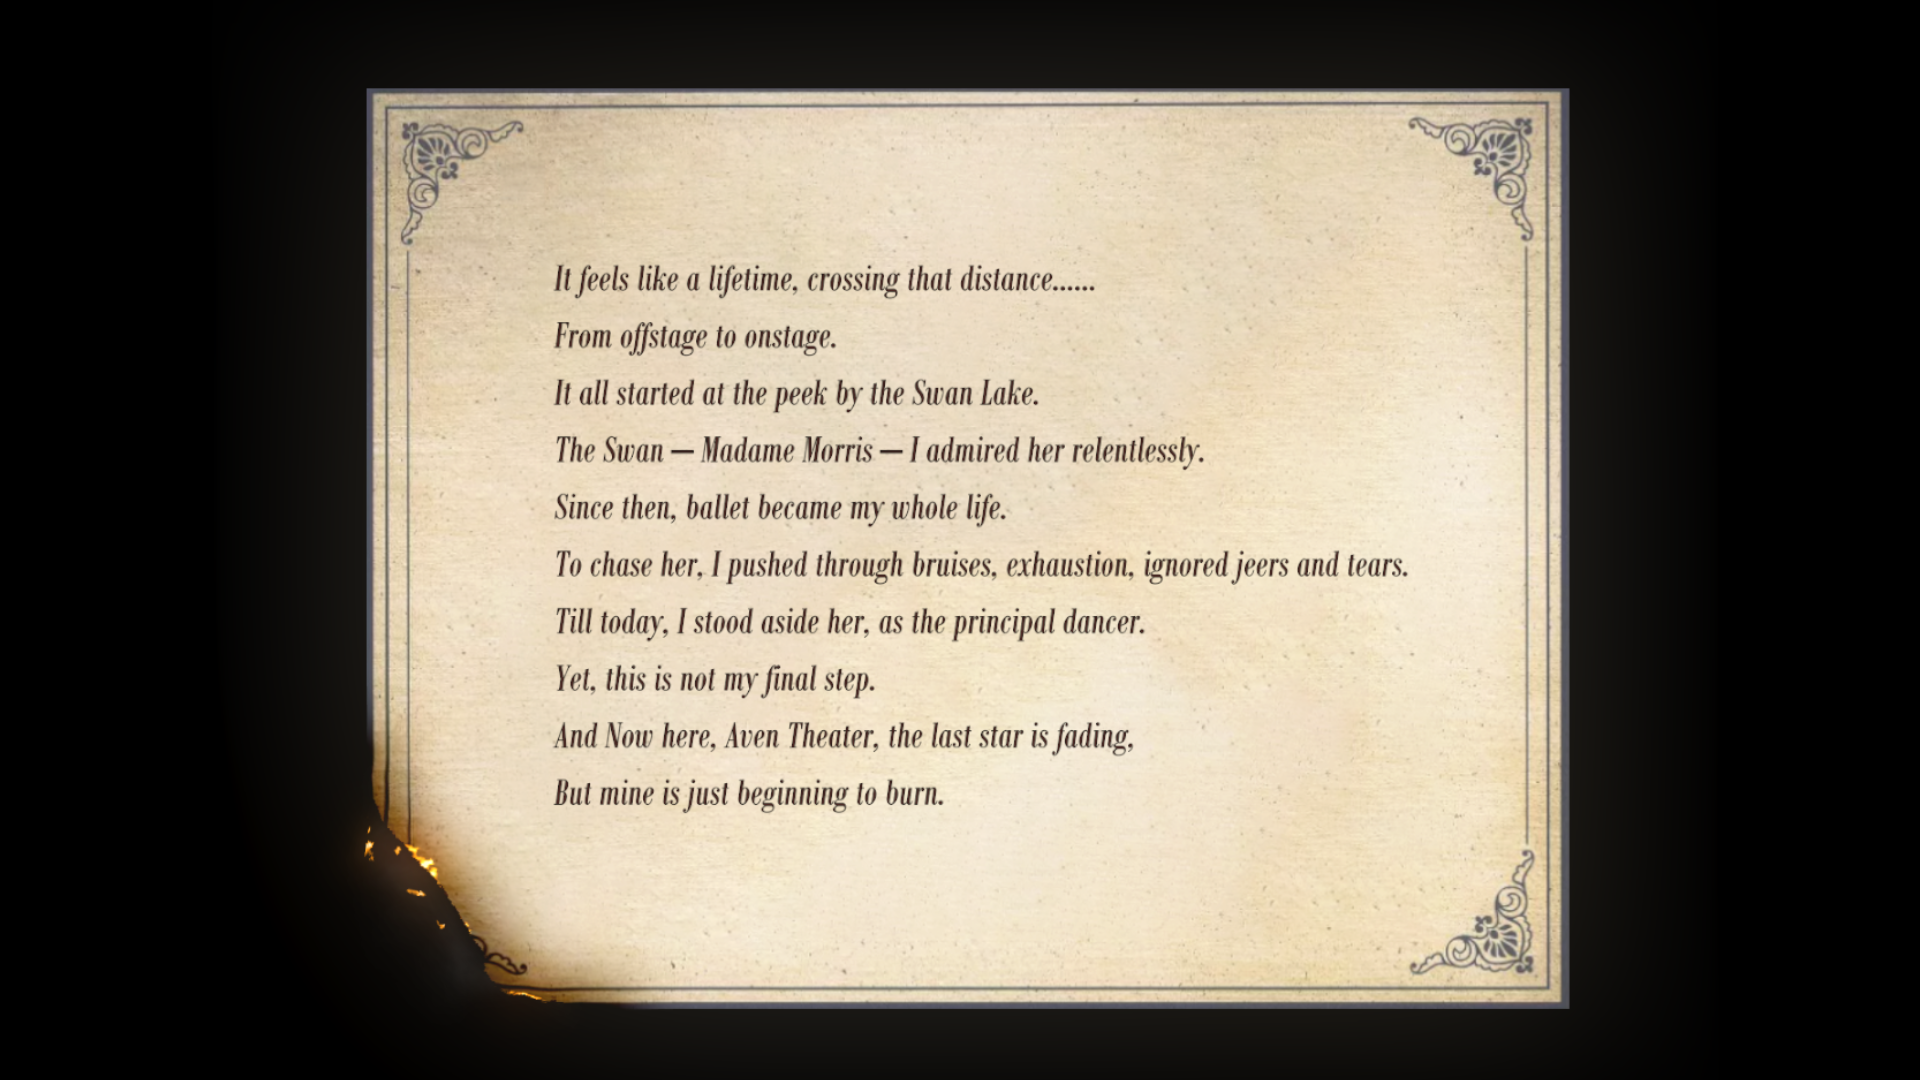 It feels like a lifetime, crossing that distance......
From offstage to onstage.
It all started at the peek by the Swan Lake.
The Swan — Madame Morris — I admired her relentlessly.
Since then, ballet became my whole life.
To chase her, I pushed through bruises, exhaustion, ignored jeers and tears.
Till today, I stood aside her, as the principal dancer.
Yet, this is not my final step.
And Now here, Aven Theater, the last star is fading,
But mine is just beginning to burn.